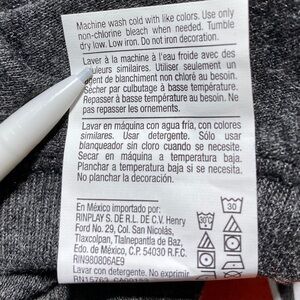 Machine wash cold with like colors. Use only
non-chlorine bleach when needed. Tumble
dry low. Low iron. Do not iron decoration.
Laver à la machine à l'eau froide avec des
couleurs similaires. Utiliser seulement un
agent de blanchiment non chloré au besoin.
Sécher par culbutage à basse température.
Repasser à basse température au besoin. Ne
pas repasser les ornements.
Lavar en máquina con agua fría, con colores
similares. Usar detergente. Sólo usar
blanqueador sin cloro cuando se necesite.
Secar en máquina a temperatura baja.
Planchar a temperatura baja si se necesita.
No planchar la decoración.
En México importado por:
RINPLAY S. DE R.L. DE C.V. Henry
Ford No. 29, Col. San Nicolás,
Tlaxcolpan, Tlalnepantla de Baz,
Edo. de México, C.P. 54030 R.F.C.
RIN980806AE9
Lavar con detergente. No exprimir
30
30